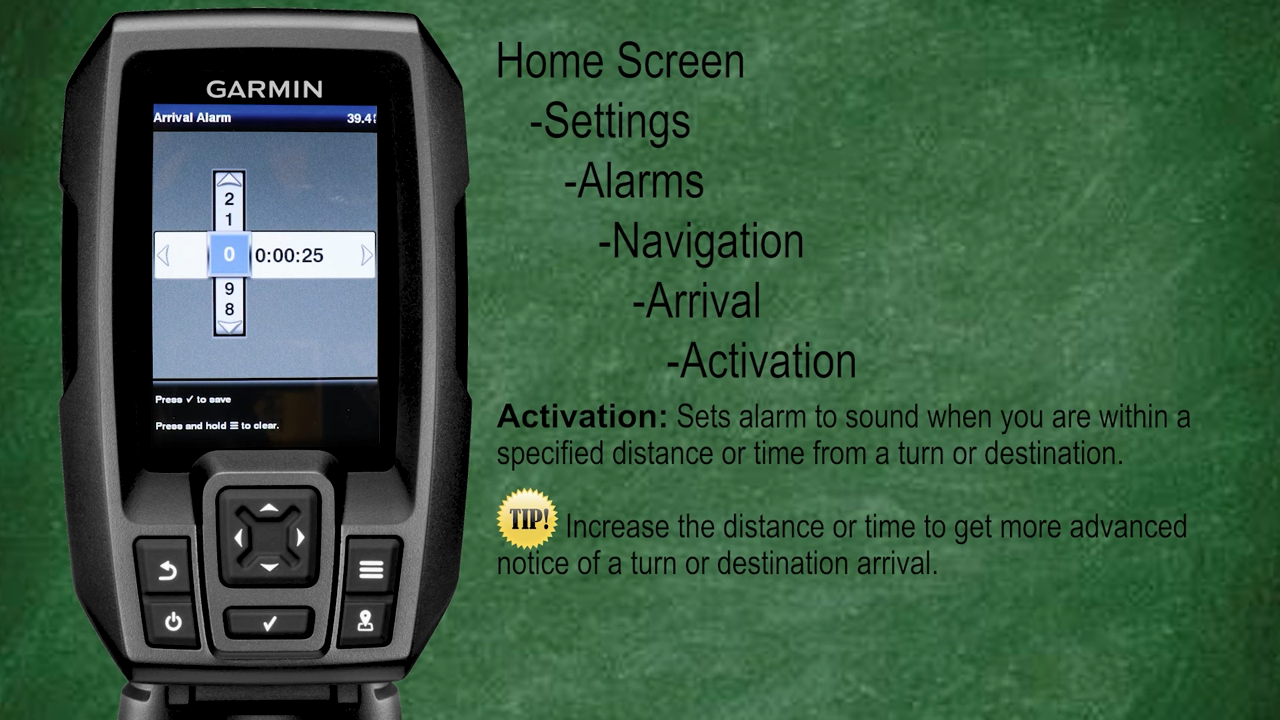 GARMIN
Arrival Alarm 39.4
2
1
0 0:00:25
9
8
Press ✓ to save
Press and hold ☰ to clear.
Home Screen
-Settings
-Alarms
-Navigation
-Arrival
-Activation
Activation: Sets alarm to sound when you are within a
specified distance or time from a turn or destination.
TIP! Increase the distance or time to get more advanced
notice of a turn or destination arrival.